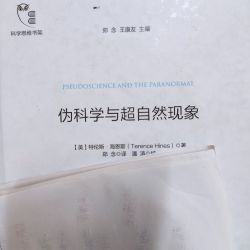 科学思维书架
郑 念 王康友 主编
PSEUDOSCIENCE AND THE PARANORMAL
伪科学与超自然现象
［美］特伦斯·海恩斯（Terence Hines）著
郑 念 译